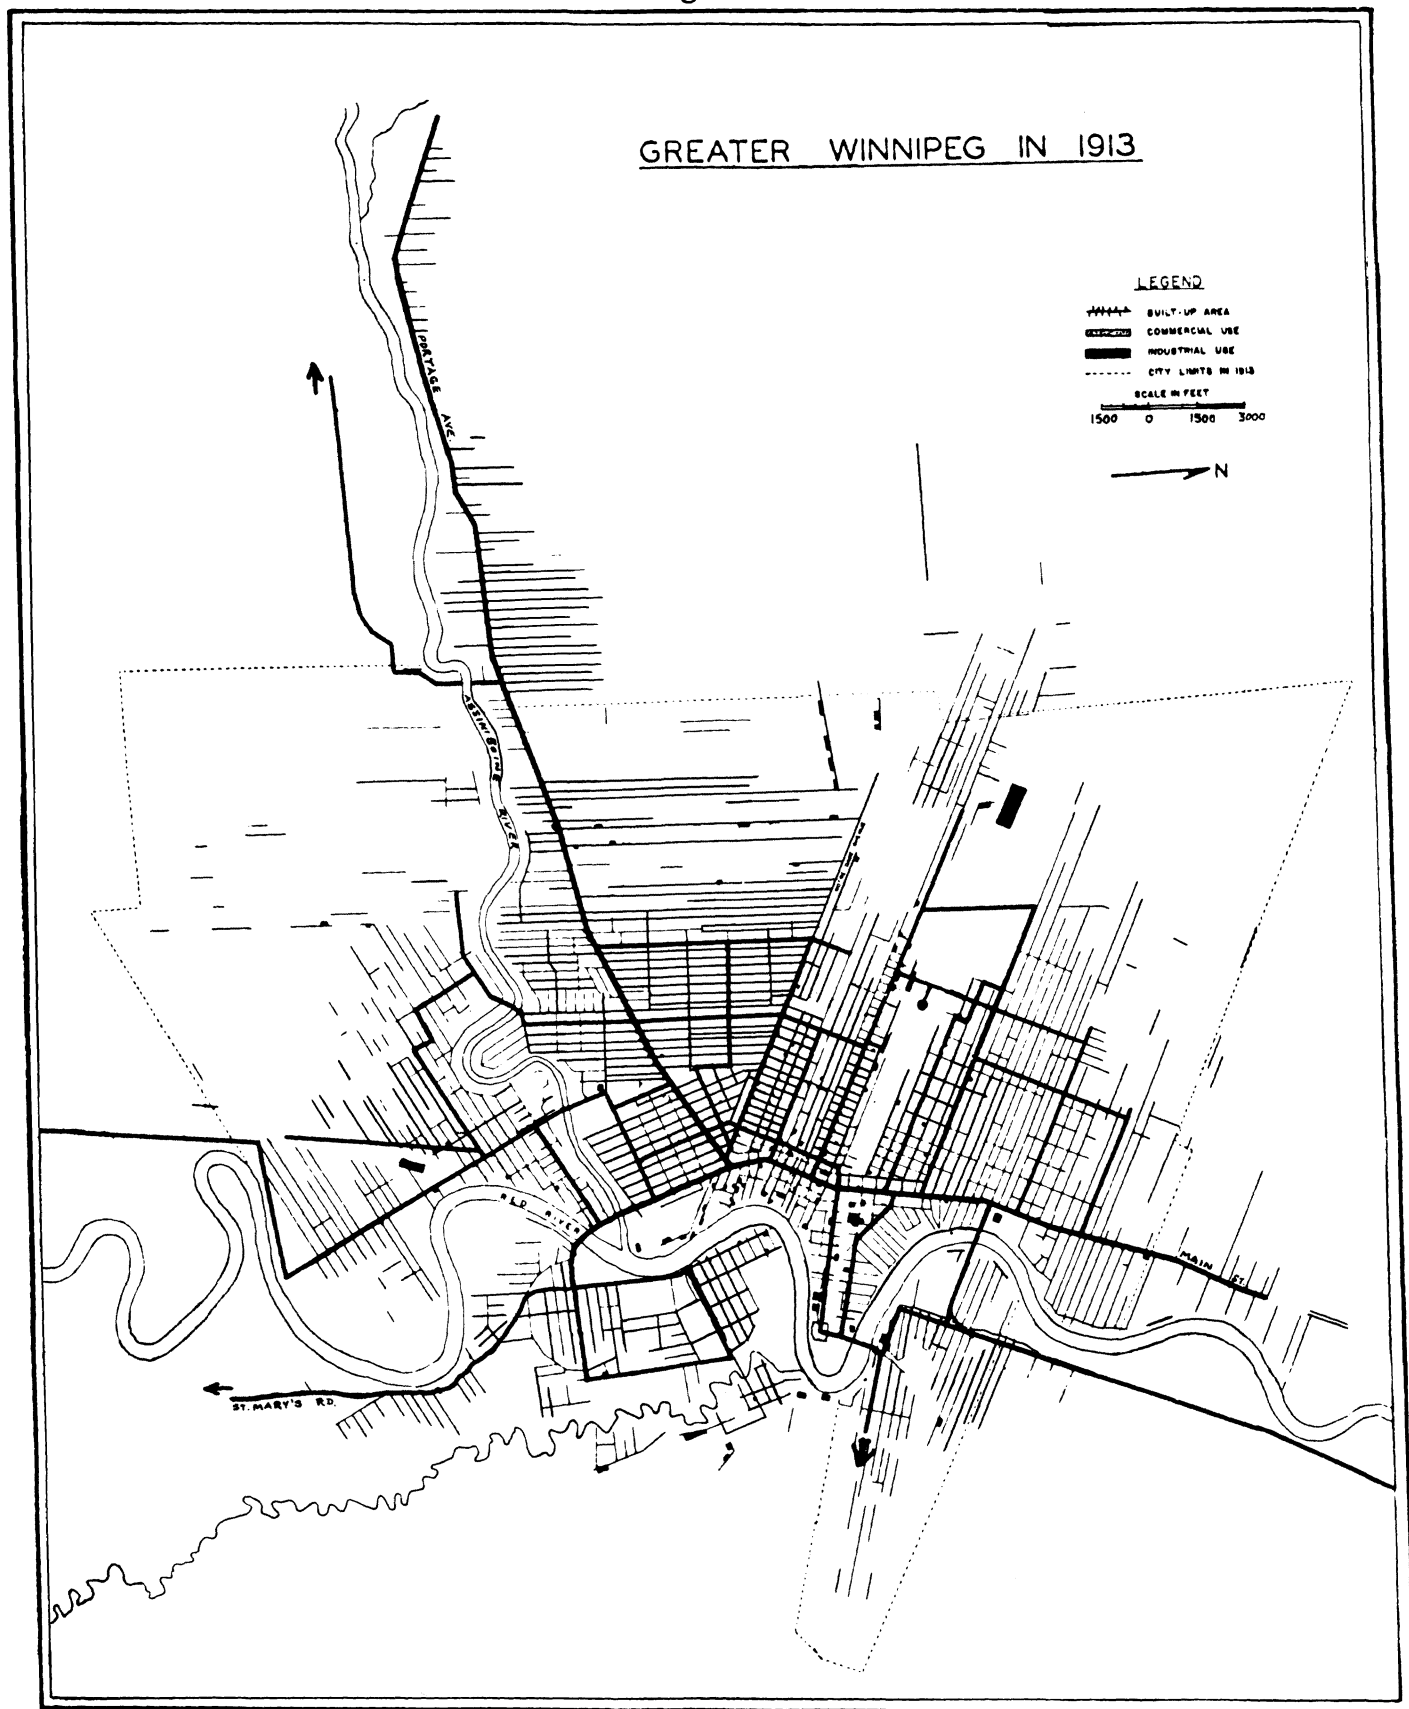 GREATER WINNIPEG IN 1913
LEGEND
BUILT-UP AREA
COMMERCIAL USE
INDUSTRIAL USE
CITY LIMITS IN 1913
SCALE IN FEET
1500 0 1500 3000
N
PORTAGE AVE.
ASSINIBOINE RIVER
RED RIVER
MAIN ST.
ST. MARY'S RD.